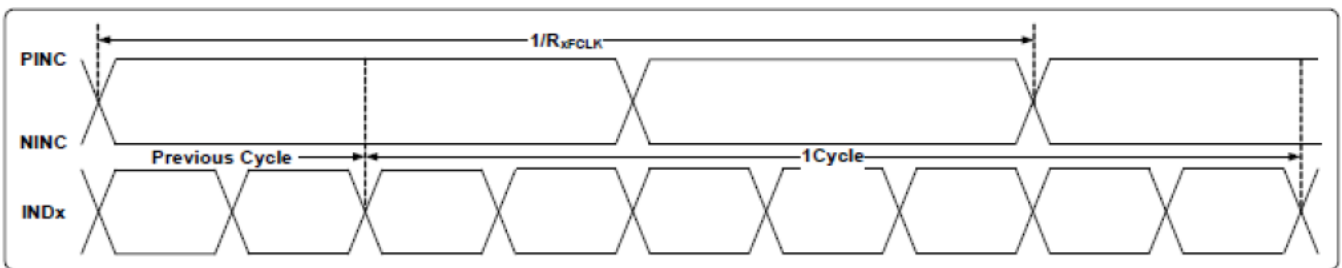 1/RxFCLK
PINC
NINC
Previous Cycle
1Cycle
INDx